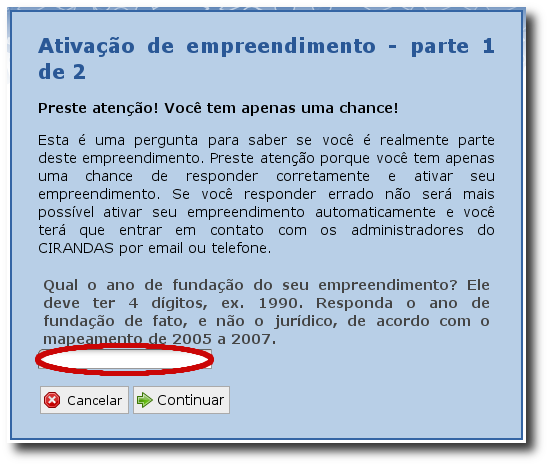 Ativação de empreendimento - parte 1
de 2
Preste atenção! Você tem apenas uma chance!
Esta é uma pergunta para saber se você é realmente parte
deste empreendimento. Preste atenção porque você tem apenas
uma chance de responder corretamente e ativar seu
empreendimento. Se você responder errado não será mais
possível ativar seu empreendimento automaticamente e você
terá que entrar em contato com os administradores do
CIRANDAS por email ou telefone.
Qual o ano de fundação do seu empreendimento? Ele
deve ter 4 dígitos, ex. 1990. Responda o ano de
fundação de fato, e não o jurídico, de acordo com o
mapeamento de 2005 a 2007.
Cancelar Continuar